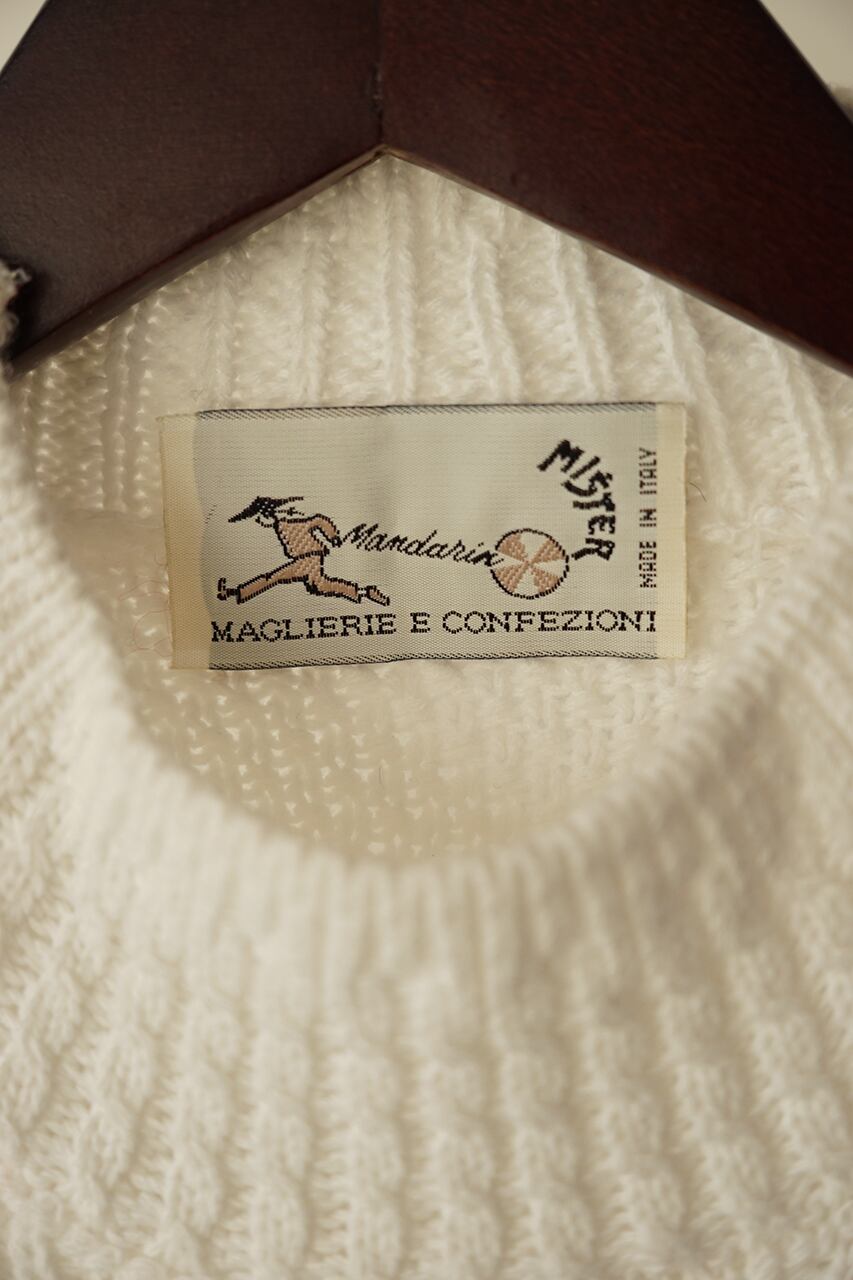 MISTER
Mandarin
MADE IN ITALY
MAGLIERIE E CONFEZIONI